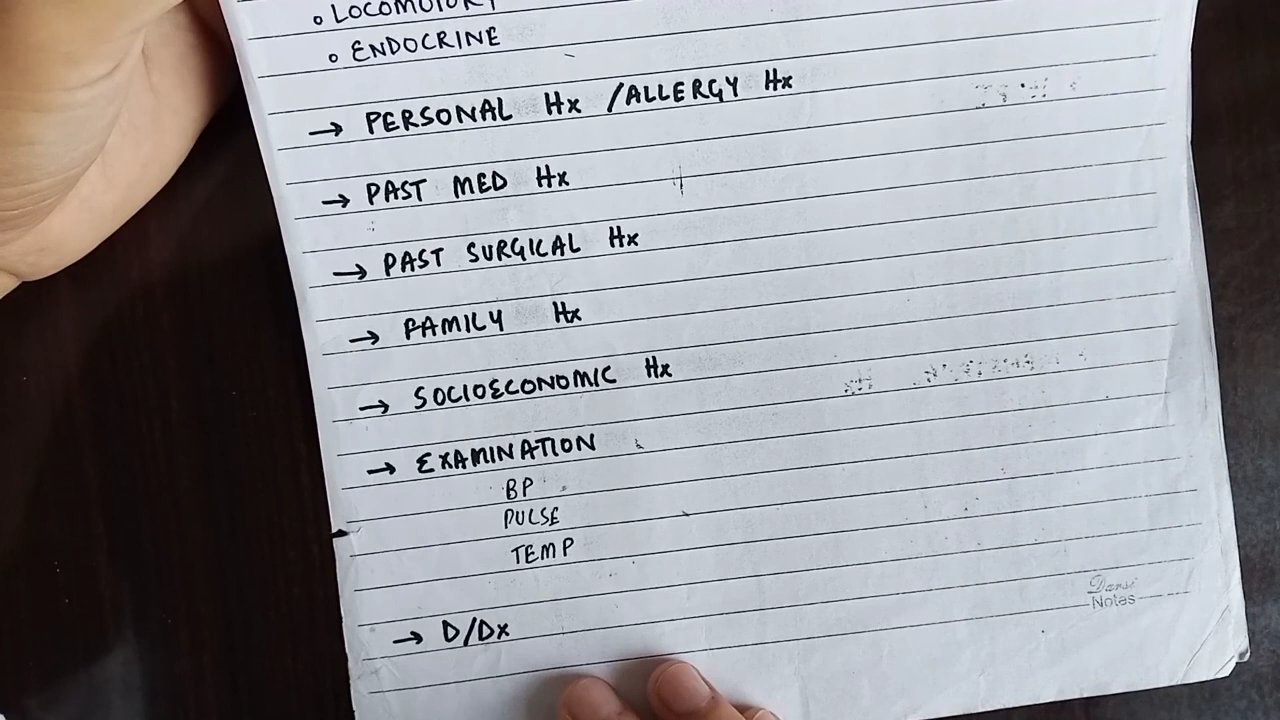 o LOCOMOTORY
o ENDOCRINE
→ PERSONAL Hx /ALLERGY Hx
→ PAST MED Hx
→ PAST SURGICAL Hx
→ FAMILY Hx
→ SOCIOECONOMIC Hx
→ EXAMINATION
BP
PULSE
TEMP
Notes
→ D/Dx